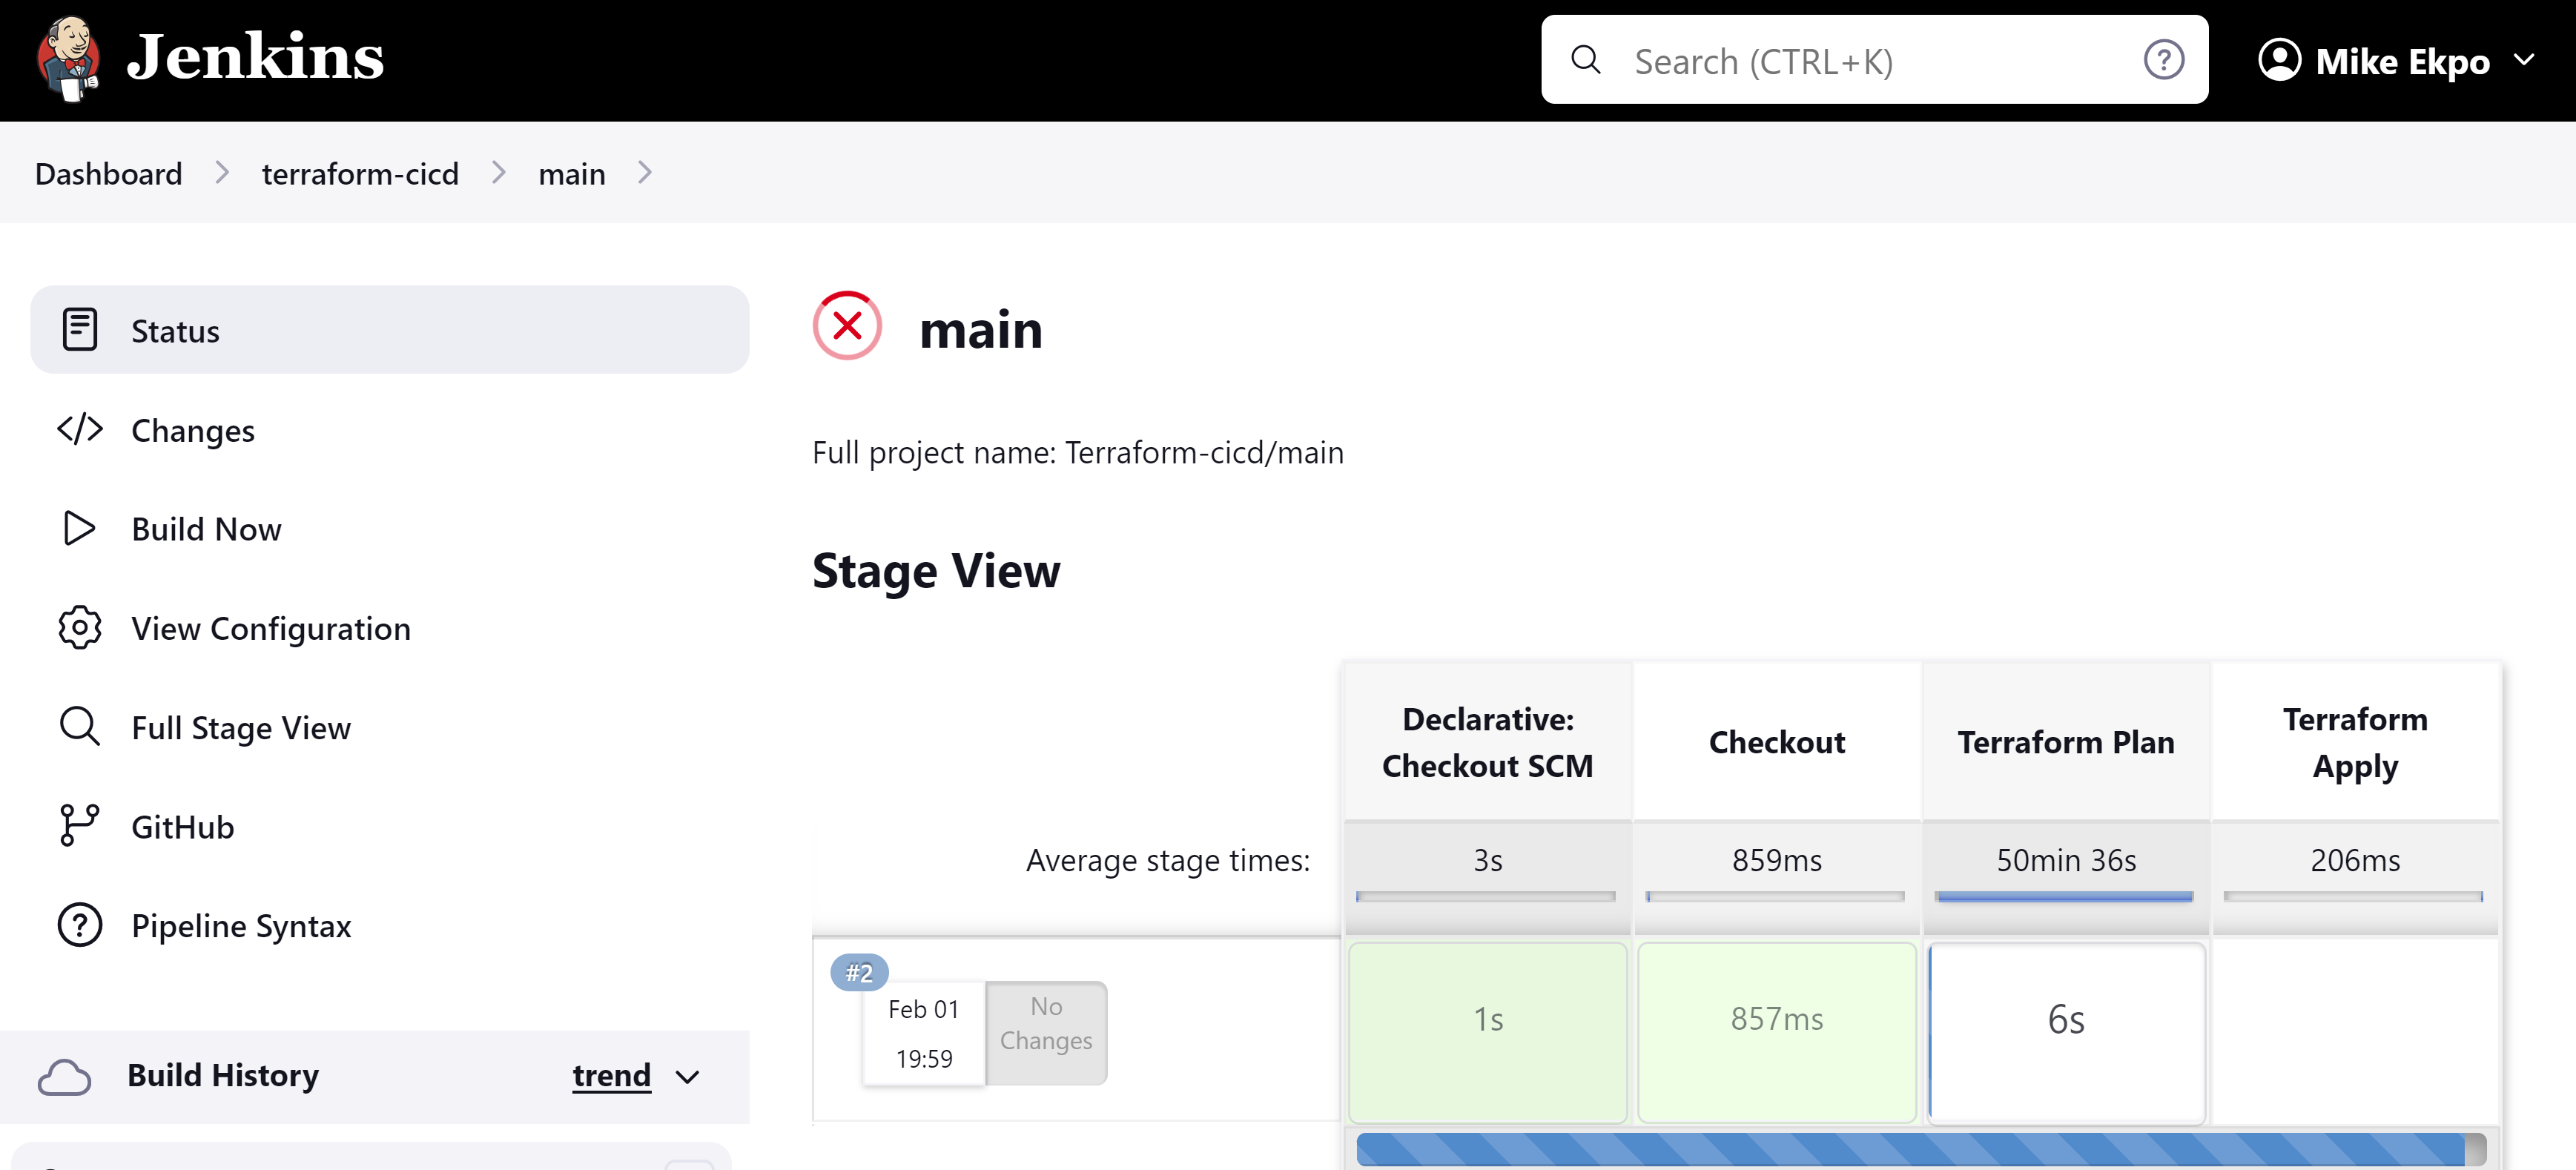 Jenkins
Search (CTRL+K)
?
Mike Ekpo
Dashboard
terraform-cicd
main
Status
Changes
Build Now
View Configuration
Full Stage View
GitHub
Pipeline Syntax
Build History
trend
main
Full project name: Terraform-cicd/main
Stage View
Declarative:
Checkout SCM
Checkout
Terraform Plan
Terraform
Apply
Average stage times:
3s
859ms
50min 36s
206ms
#2
Feb 01
19:59
No
Changes
1s
857ms
6s